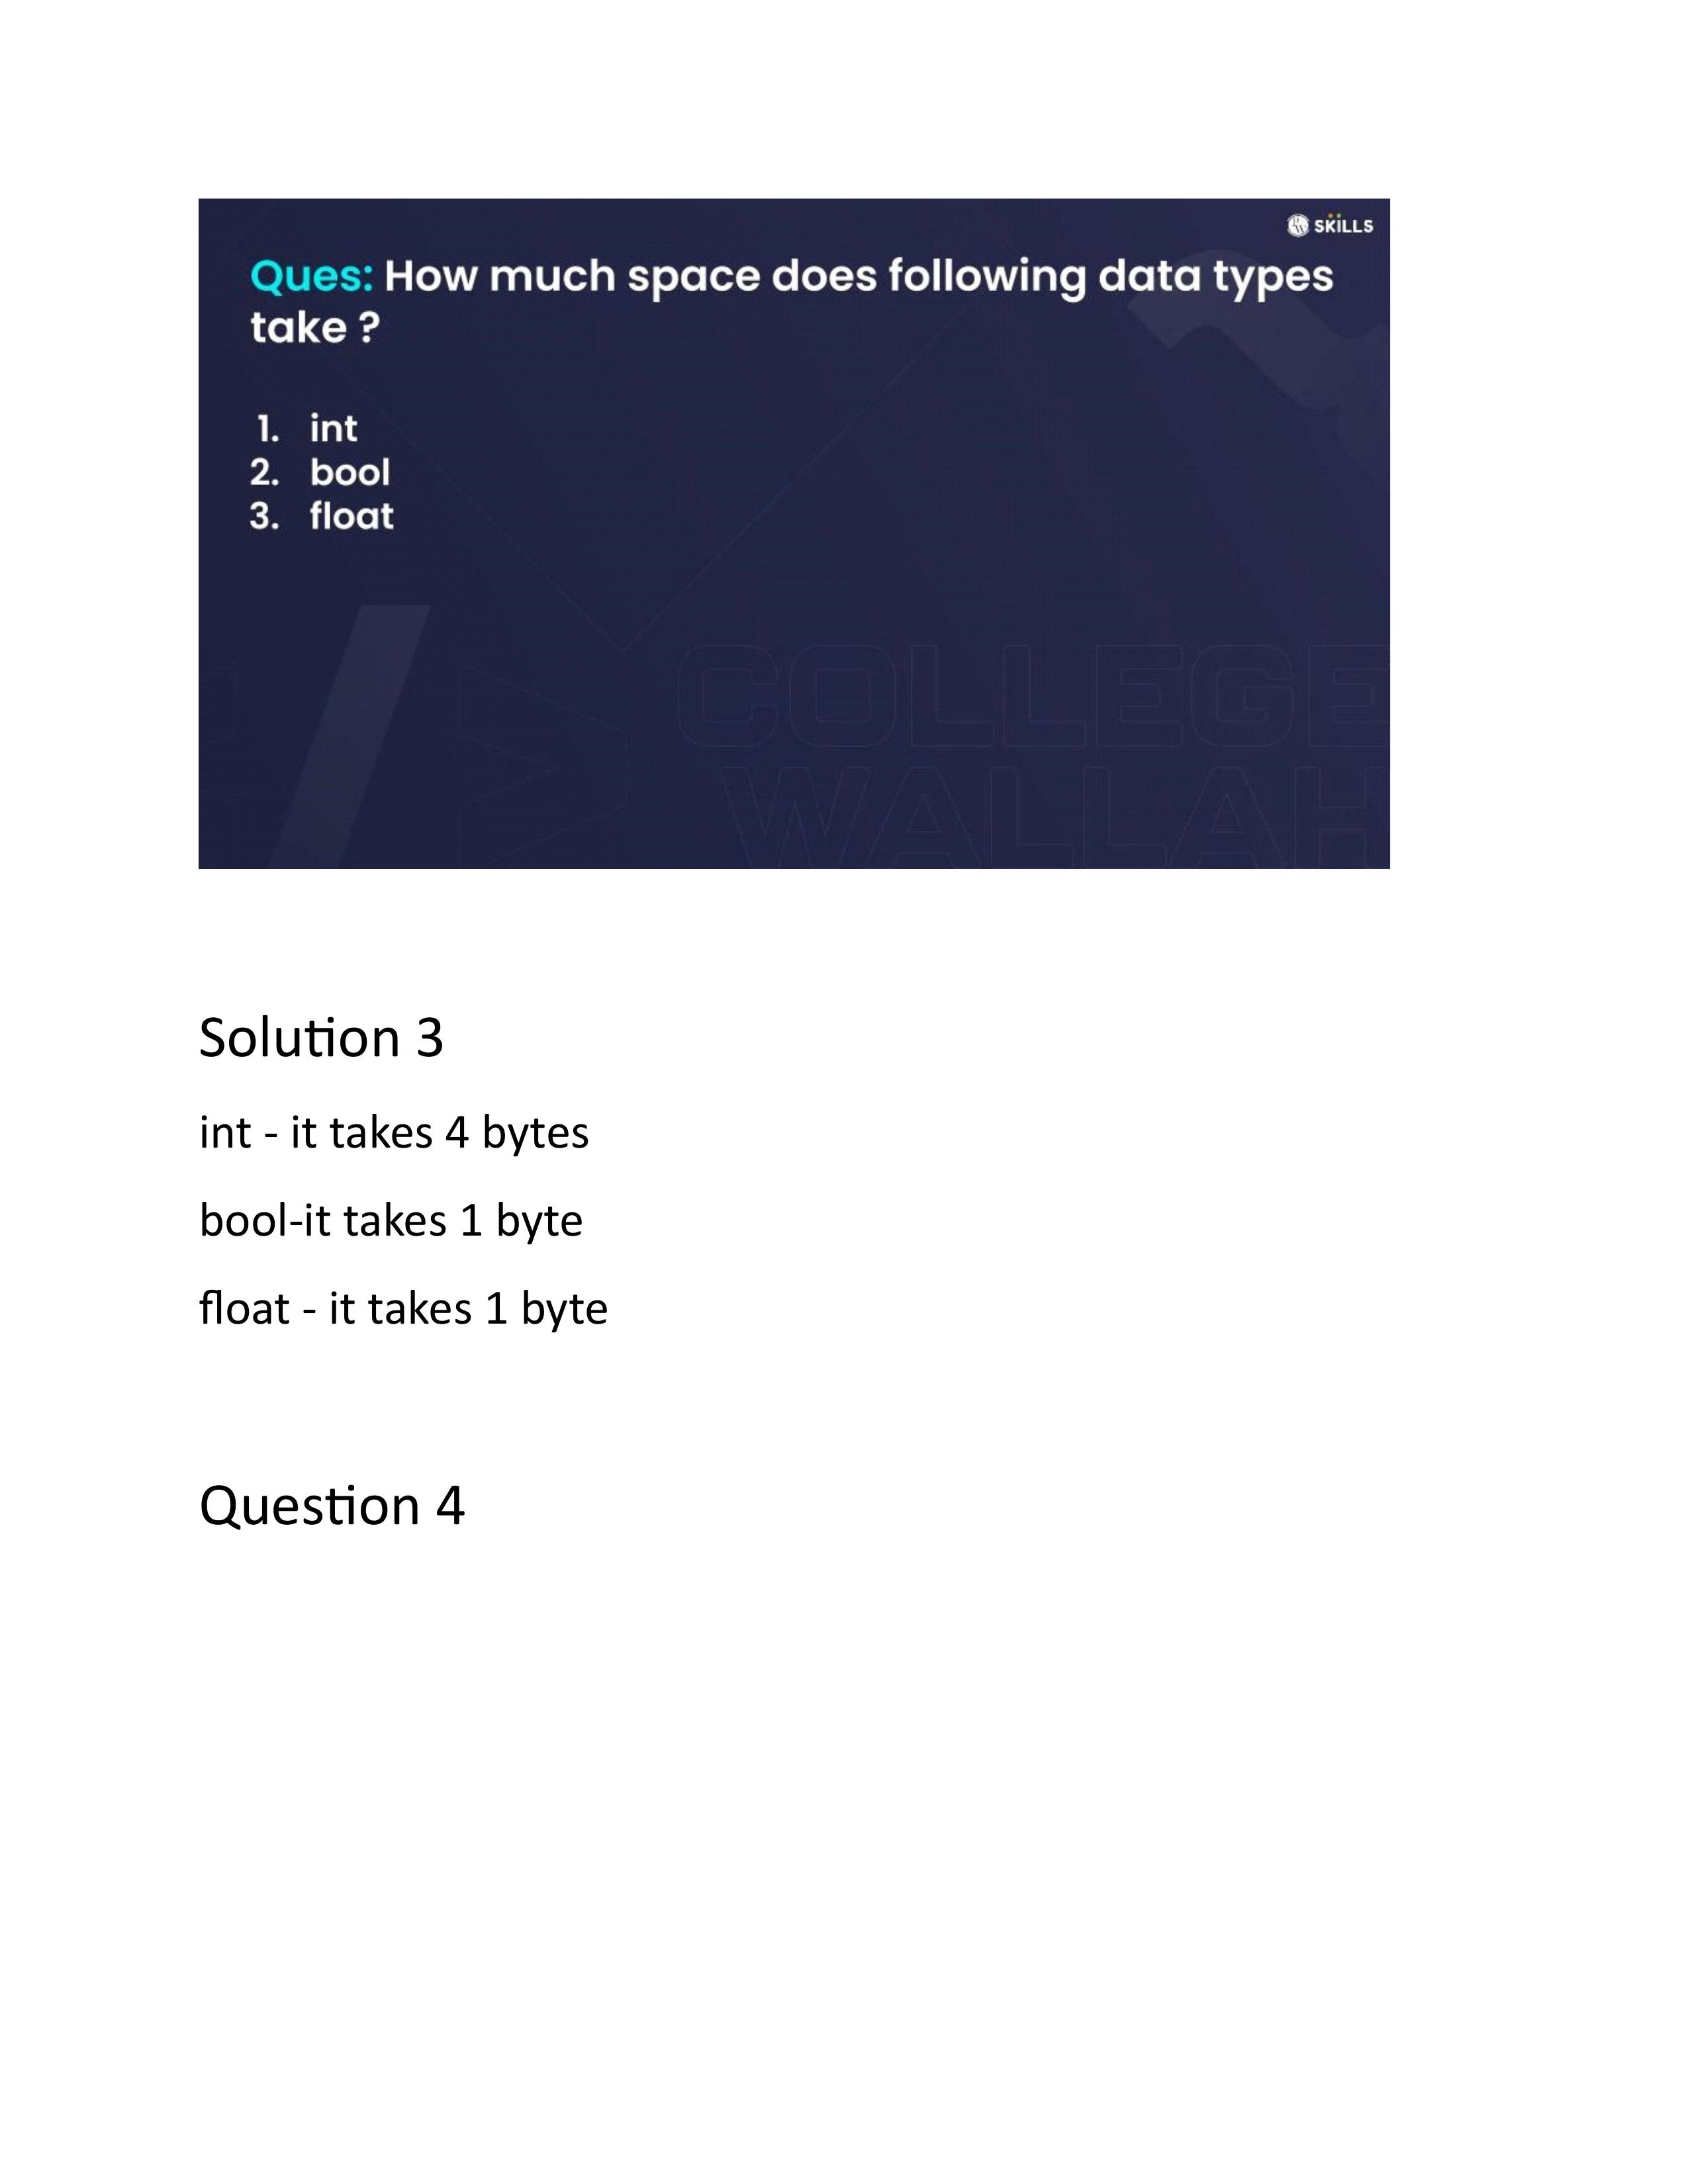 SKILLS
Ques: How much space does following data types
take ?
1. int
2. bool
3. float
COLLEGE
WALLAH
Solution 3
int - it takes 4 bytes
bool-it takes 1 byte
float - it takes 1 byte
Question 4